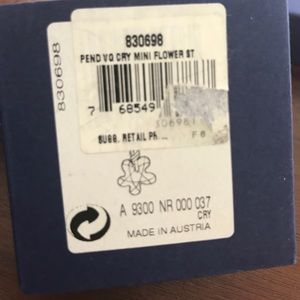 830698
830698
PEND VQ CRY MINI FLOWER ST
7 68549
SUGG. RETAIL PR
A 9300 NR 000 037
CRY
MADE IN AUSTRIA